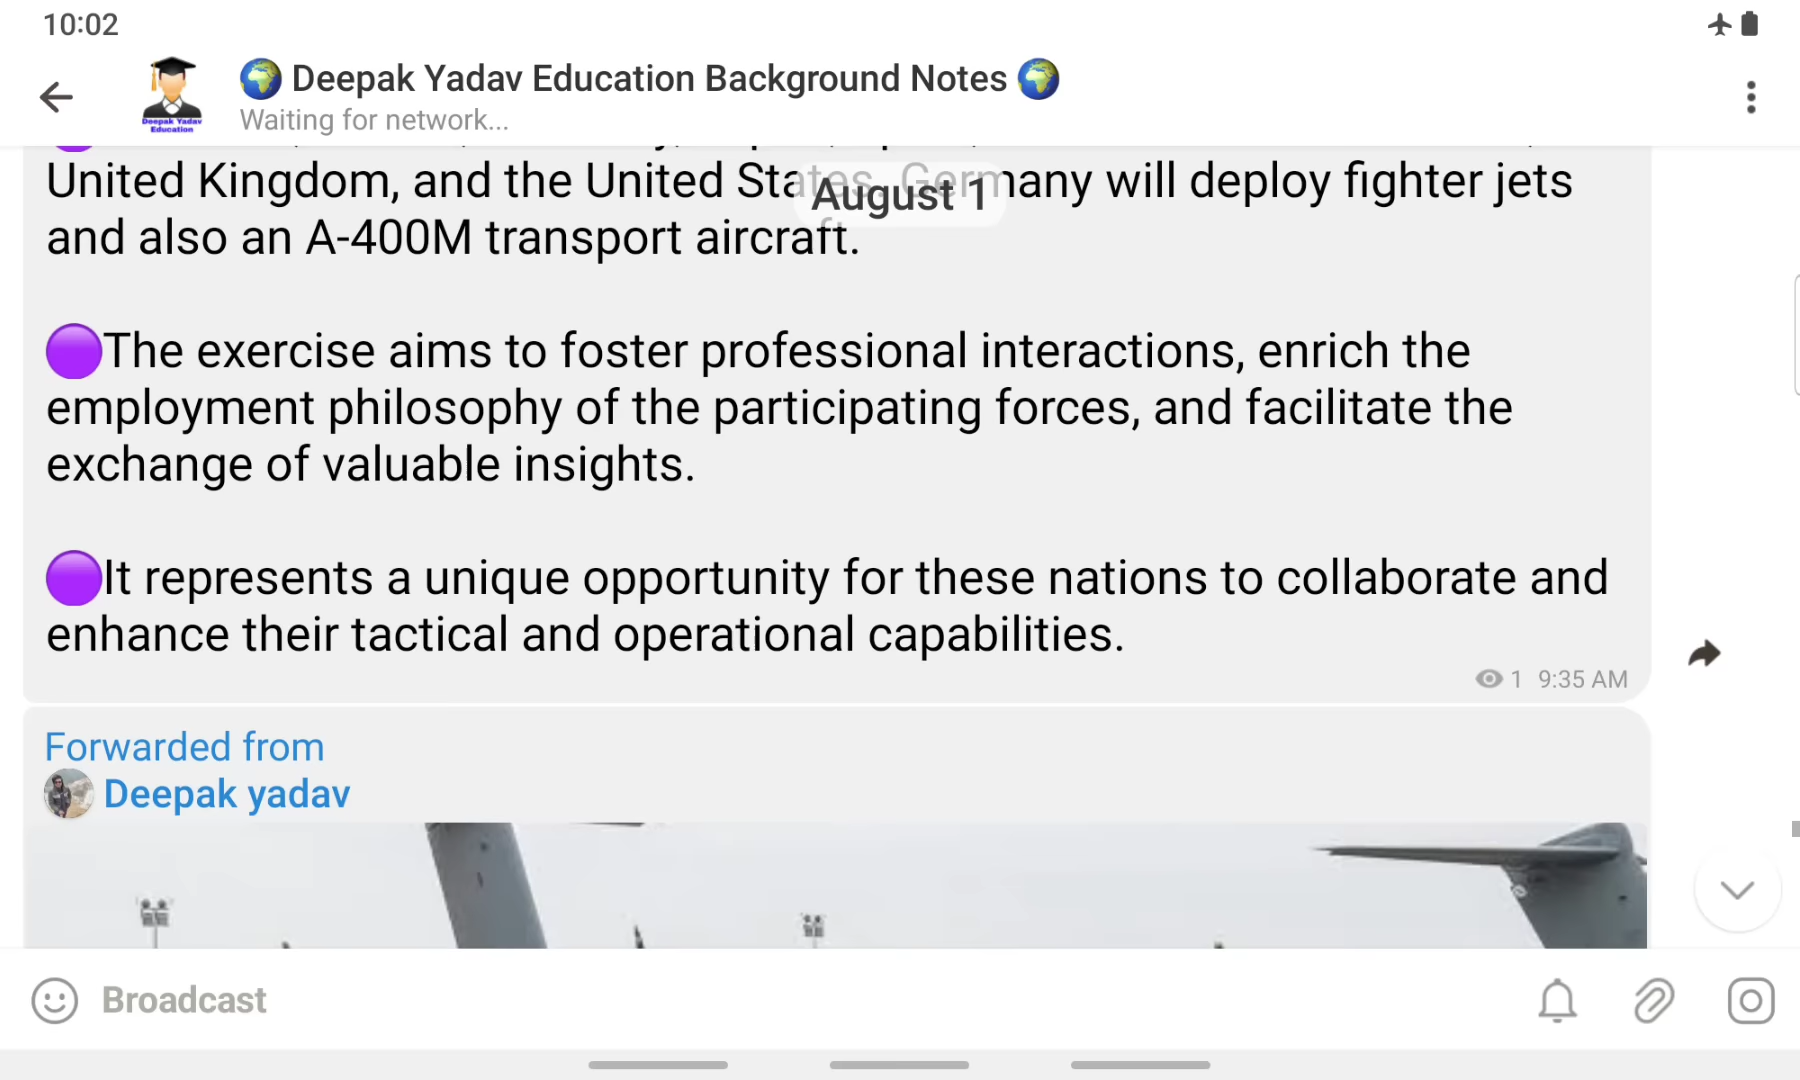 10:02
Deepak Yadav Education Background Notes
Waiting for network...
Deepak Yadav
Education
United Kingdom, and the United States, Germany will deploy fighter jets
August 1
and also an A-400M transport aircraft.
The exercise aims to foster professional interactions, enrich the
employment philosophy of the participating forces, and facilitate the
exchange of valuable insights.
It represents a unique opportunity for these nations to collaborate and
enhance their tactical and operational capabilities.
1 9:35 AM
Forwarded from
Deepak yadav
Broadcast